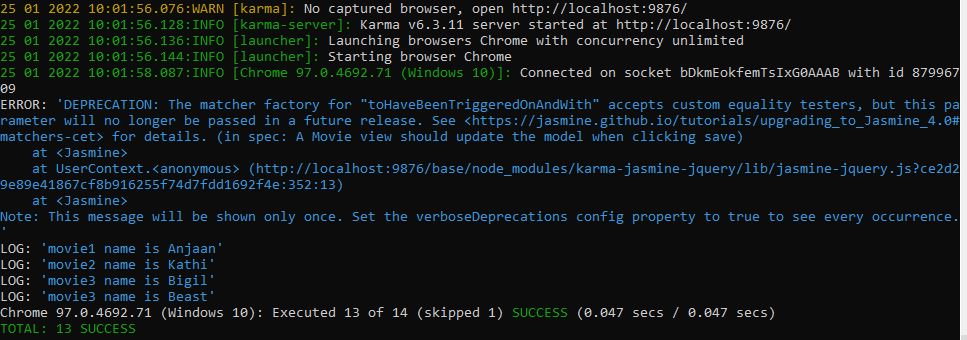 25 01 2022 10:01:56.076:WARN [karma]: No captured browser, open http://localhost:9876/
25 01 2022 10:01:56.128:INFO [karma-server]: Karma v6.3.11 server started at http://localhost:9876/
25 01 2022 10:01:56.136:INFO [launcher]: Launching browsers Chrome with concurrency unlimited
25 01 2022 10:01:56.144:INFO [launcher]: Starting browser Chrome
25 01 2022 10:01:58.087:INFO [Chrome 97.0.4692.71 (Windows 10)]: Connected on socket bDkmEokfemTsIxG0AAAB with id 879967
09
ERROR: 'DEPRECATION: The matcher factory for "toHaveBeenTriggeredOnAndWith" accepts custom equality testers, but this pa
rameter will no longer be passed in a future release. See <https://jasmine.github.io/tutorials/upgrading_to_Jasmine_4.0#
matchers-cet> for details. (in spec: A Movie view should update the model when clicking save)
    at <Jasmine>
    at UserContext.<anonymous> (http://localhost:9876/base/node_modules/karma-jasmine-jquery/lib/jasmine-jquery.js?ce2d2
9e89e41867cf8b916255f74d7fdd1692f4e:352:13)
    at <Jasmine>
Note: This message will be shown only once. Set the verboseDeprecations config property to true to see every occurrence.
'
LOG: 'movie1 name is Anjaan'
LOG: 'movie2 name is Kathi'
LOG: 'movie3 name is Bigil'
LOG: 'movie3 name is Beast'
Chrome 97.0.4692.71 (Windows 10): Executed 13 of 14 (skipped 1) SUCCESS (0.047 secs / 0.047 secs)
TOTAL: 13 SUCCESS